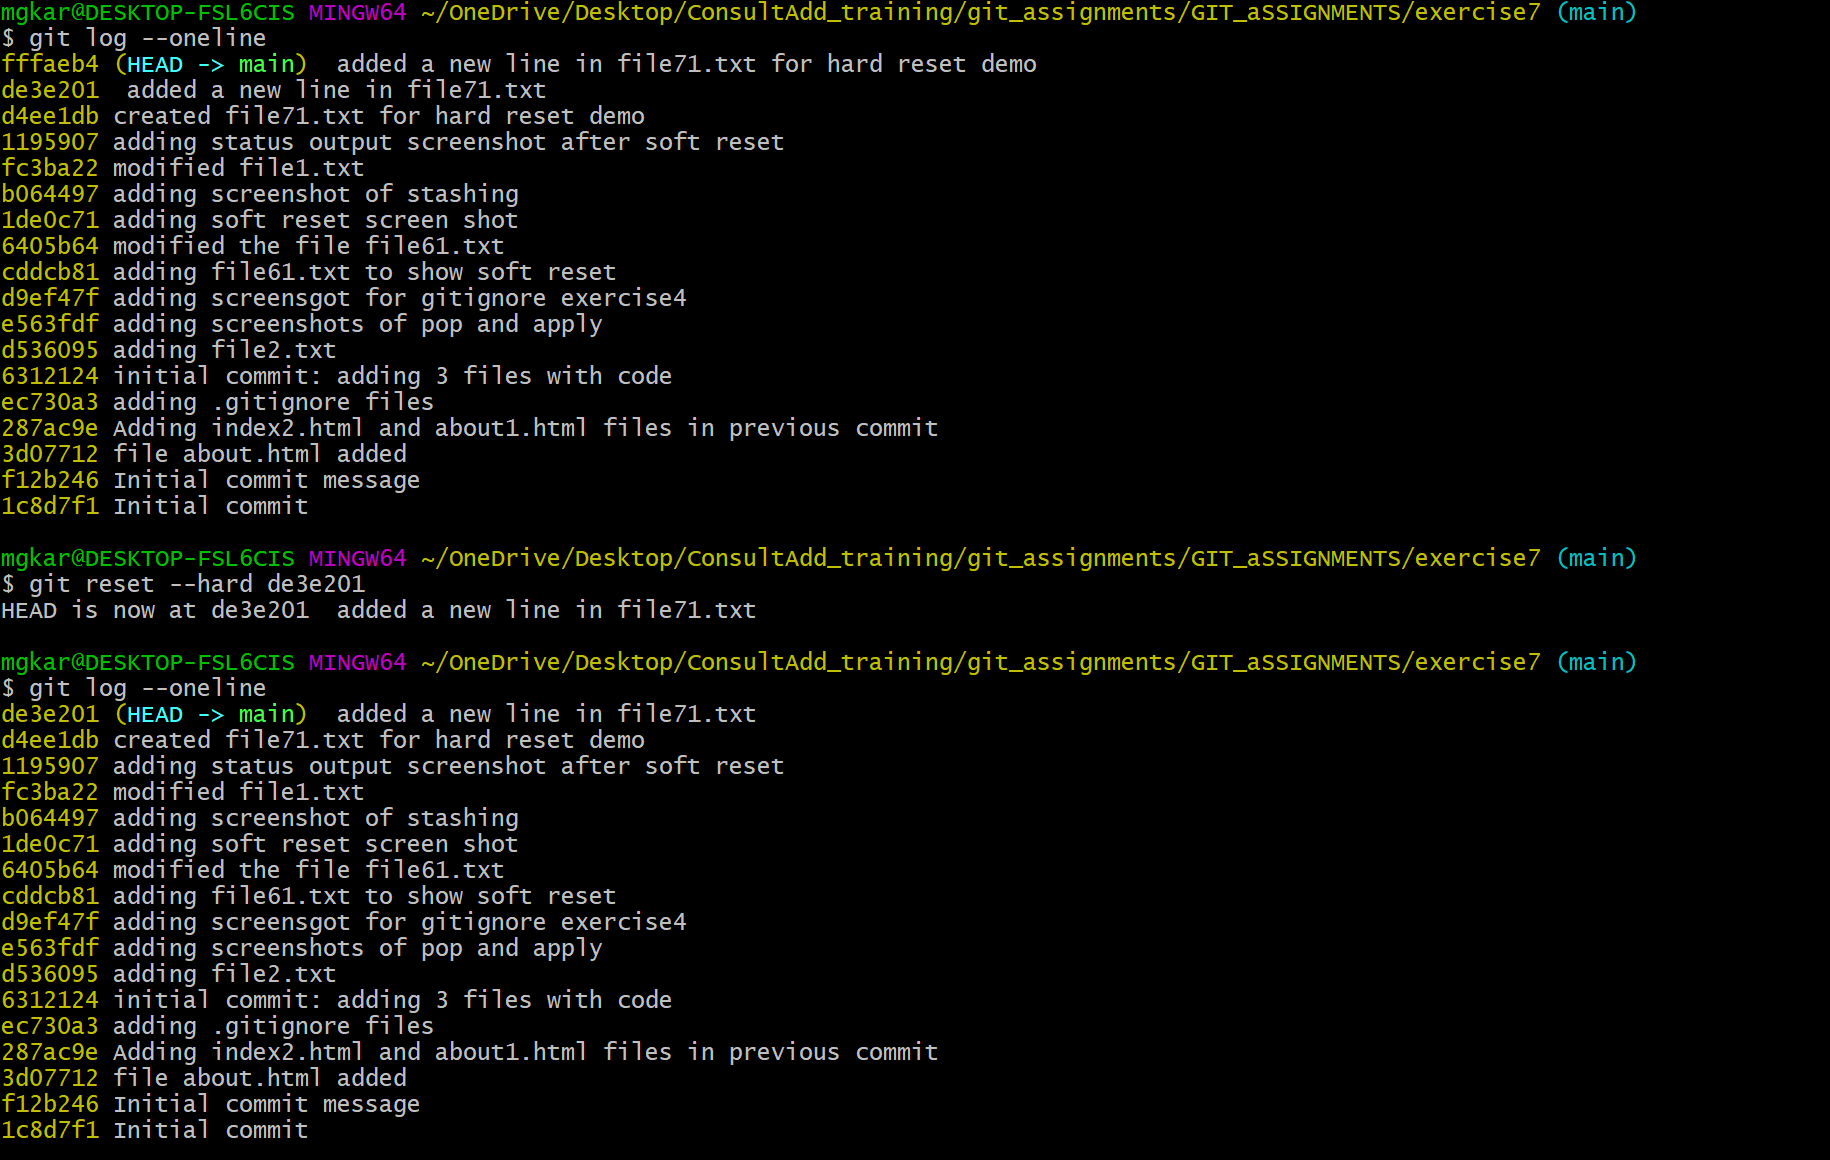 mgkar@DESKTOP-FSL6CIS MINGW64 ~/OneDrive/Desktop/ConsultAdd_training/git_assignments/GIT_aSSIGNMENTS/exercise7 (main)
$ git log --oneline
fffaeb4 (HEAD -> main)  added a new line in file71.txt for hard reset demo
de3e201  added a new line in file71.txt
d4ee1db created file71.txt for hard reset demo
1195907 adding status output screenshot after soft reset
fc3ba22 modified file1.txt
b064497 adding screenshot of stashing
1de0c71 adding soft reset screen shot
6405b64 modified the file file61.txt
cddcb81 adding file61.txt to show soft reset
d9ef47f adding screensgot for gitignore exercise4
e563fdf adding screenshots of pop and apply
d536095 adding file2.txt
6312124 initial commit: adding 3 files with code
ec730a3 adding .gitignore files
287ac9e Adding index2.html and about1.html files in previous commit
3d07712 file about.html added
f12b246 Initial commit message
1c8d7f1 Initial commit
mgkar@DESKTOP-FSL6CIS MINGW64 ~/OneDrive/Desktop/ConsultAdd_training/git_assignments/GIT_aSSIGNMENTS/exercise7 (main)
$ git reset --hard de3e201
HEAD is now at de3e201  added a new line in file71.txt
mgkar@DESKTOP-FSL6CIS MINGW64 ~/OneDrive/Desktop/ConsultAdd_training/git_assignments/GIT_aSSIGNMENTS/exercise7 (main)
$ git log --oneline
de3e201 (HEAD -> main)  added a new line in file71.txt
d4ee1db created file71.txt for hard reset demo
1195907 adding status output screenshot after soft reset
fc3ba22 modified file1.txt
b064497 adding screenshot of stashing
1de0c71 adding soft reset screen shot
6405b64 modified the file file61.txt
cddcb81 adding file61.txt to show soft reset
d9ef47f adding screensgot for gitignore exercise4
e563fdf adding screenshots of pop and apply
d536095 adding file2.txt
6312124 initial commit: adding 3 files with code
ec730a3 adding .gitignore files
287ac9e Adding index2.html and about1.html files in previous commit
3d07712 file about.html added
f12b246 Initial commit message
1c8d7f1 Initial commit